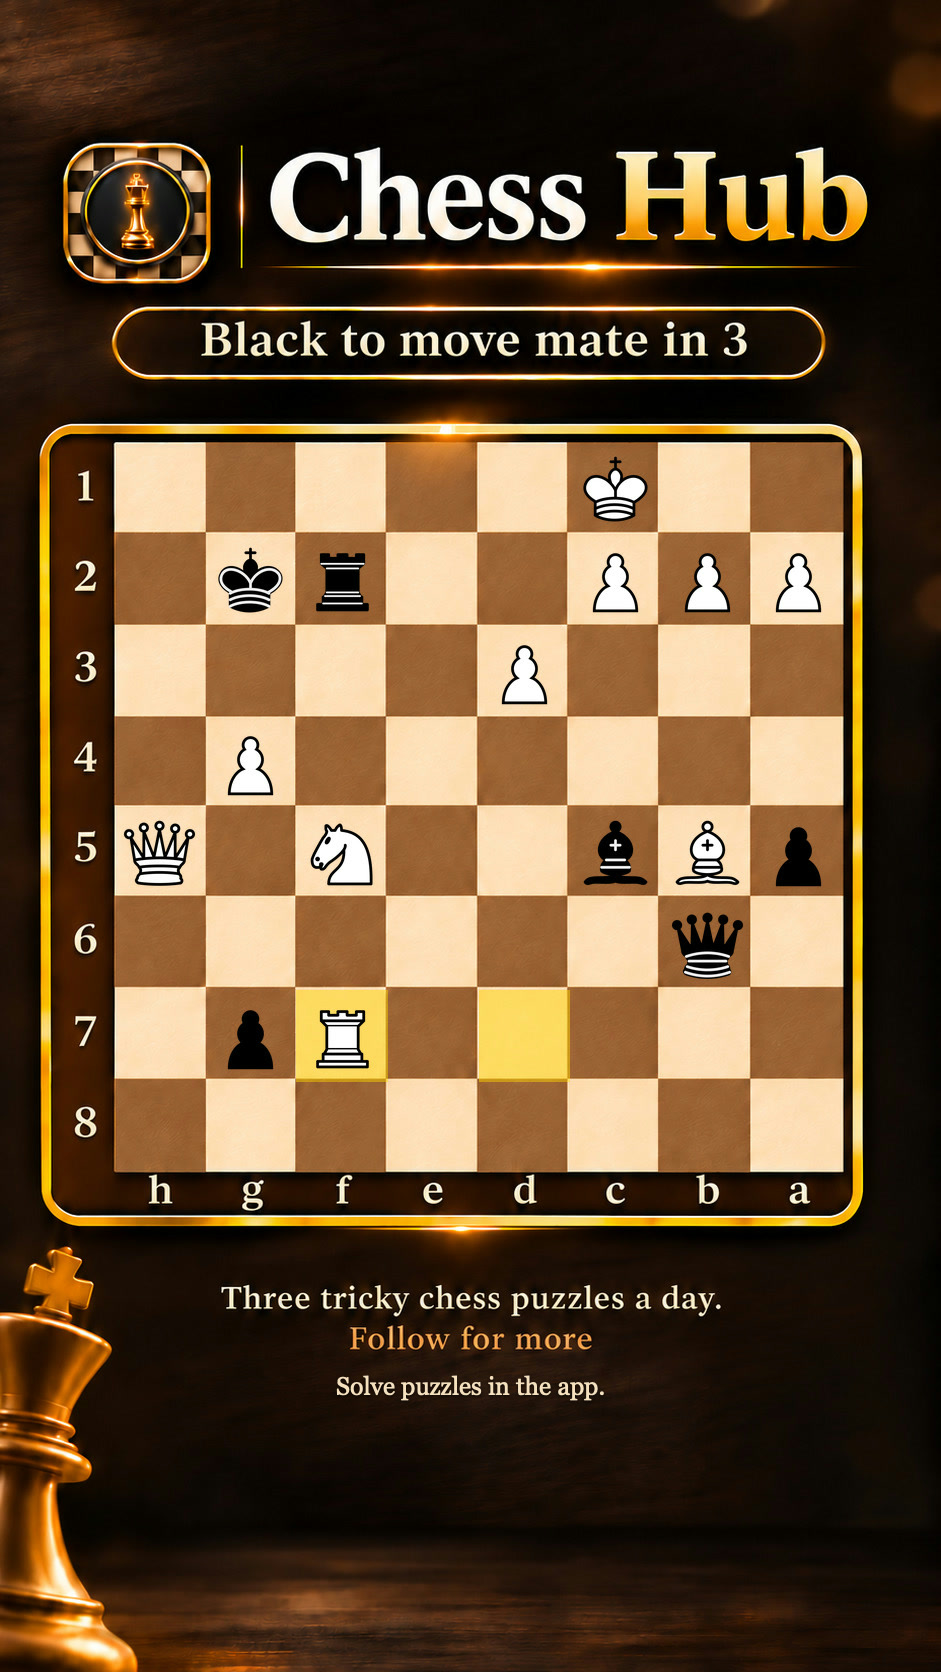 Chess Hub
Black to move mate in 3
1
2
3
4
5
6
7
8
h g f e d c b a
Three tricky chess puzzles a day.
Follow for more
Solve puzzles in the app.